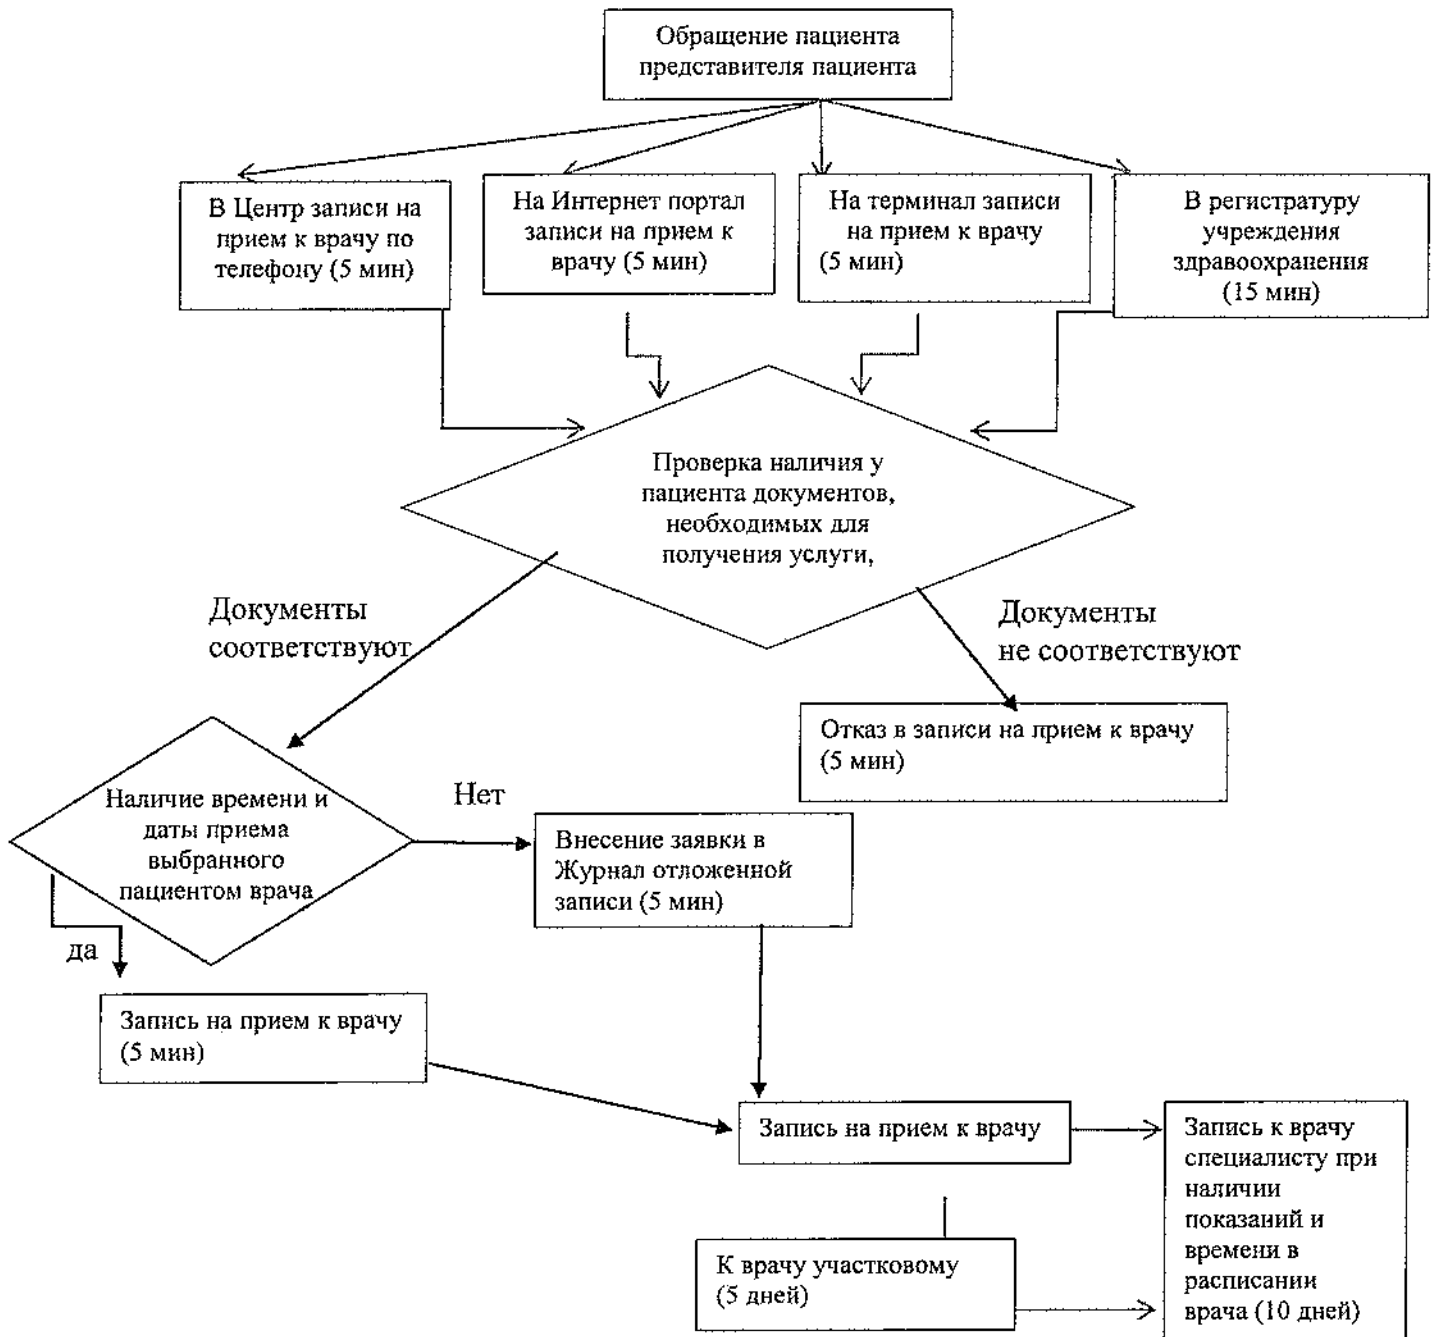 Обращение пациента
представителя пациента
В Центр записи на
прием к врачу по
телефону (5 мин)
На Интернет портал
записи на прием к
врачу (5 мин)
На терминал записи
на прием к врачу
(5 мин)
В регистратуру
учреждения
здравоохранения
(15 мин)
Проверка наличия у
пациента документов,
необходимых для
получения услуги,
Документы
соответствуют
Документы
не соответствуют
Отказ в записи на прием к врачу
(5 мин)
Наличие времени и
даты приема
выбранного
пациентом врача
Нет
Внесение заявки в
Журнал отложенной
записи (5 мин)
да
Запись на прием к врачу
(5 мин)
Запись на прием к врачу
Запись к врачу
специалисту при
наличии
показаний и
времени в
расписании
врача (10 дней)
К врачу участковому
(5 дней)